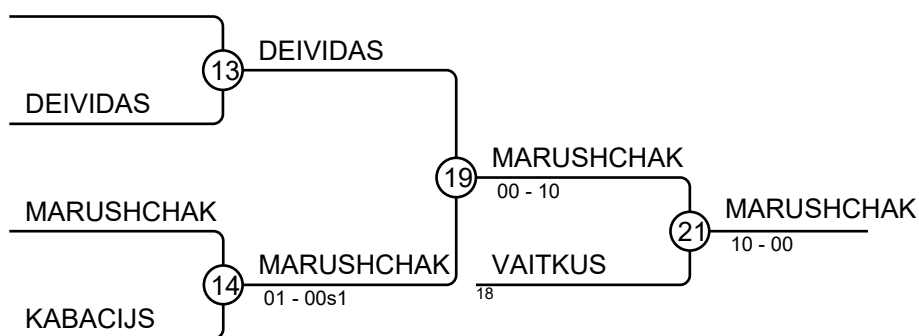 DEIVIDAS
13
DEIVIDAS
MARUSHCHAK
19
00 - 10
MARUSHCHAK
MARUSHCHAK
21
10 - 00
MARUSHCHAK
14
01 - 00s1
VAITKUS
18
KABACIJS